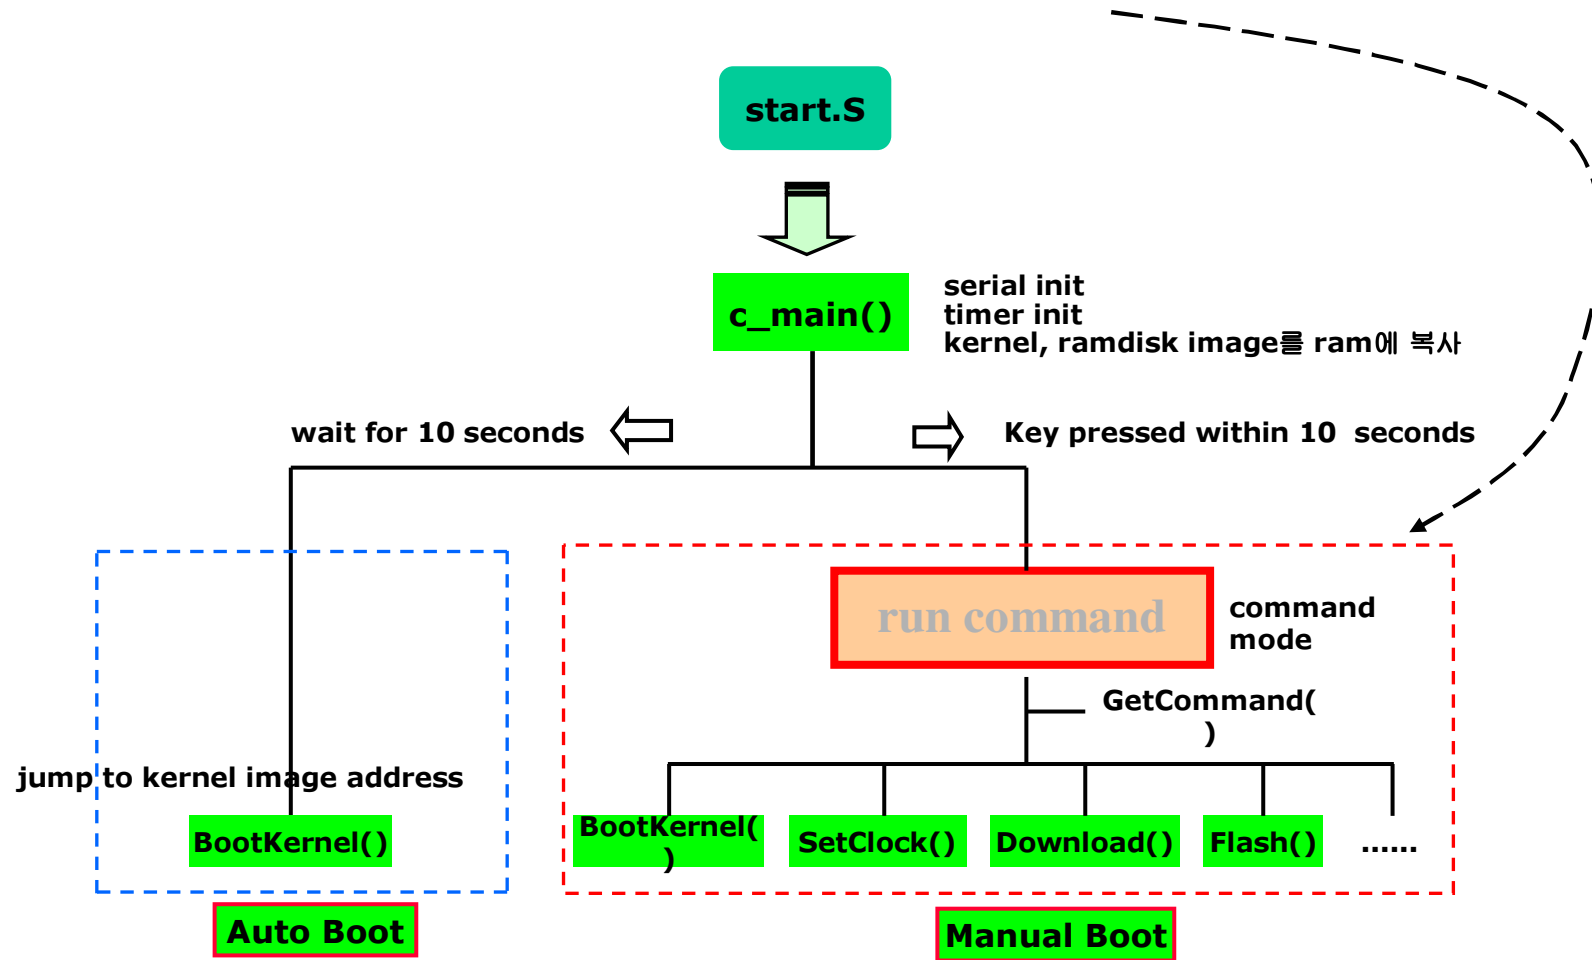 start.S
c_main()
serial init
timer init
kernel, ramdisk image를 ram에 복사
wait for 10 seconds
Key pressed within 10 seconds
run command
command
mode
GetCommand(
)
jump to kernel image address
BootKernel()
BootKernel(
)
SetClock()
Download()
Flash()
......
Auto Boot
Manual Boot